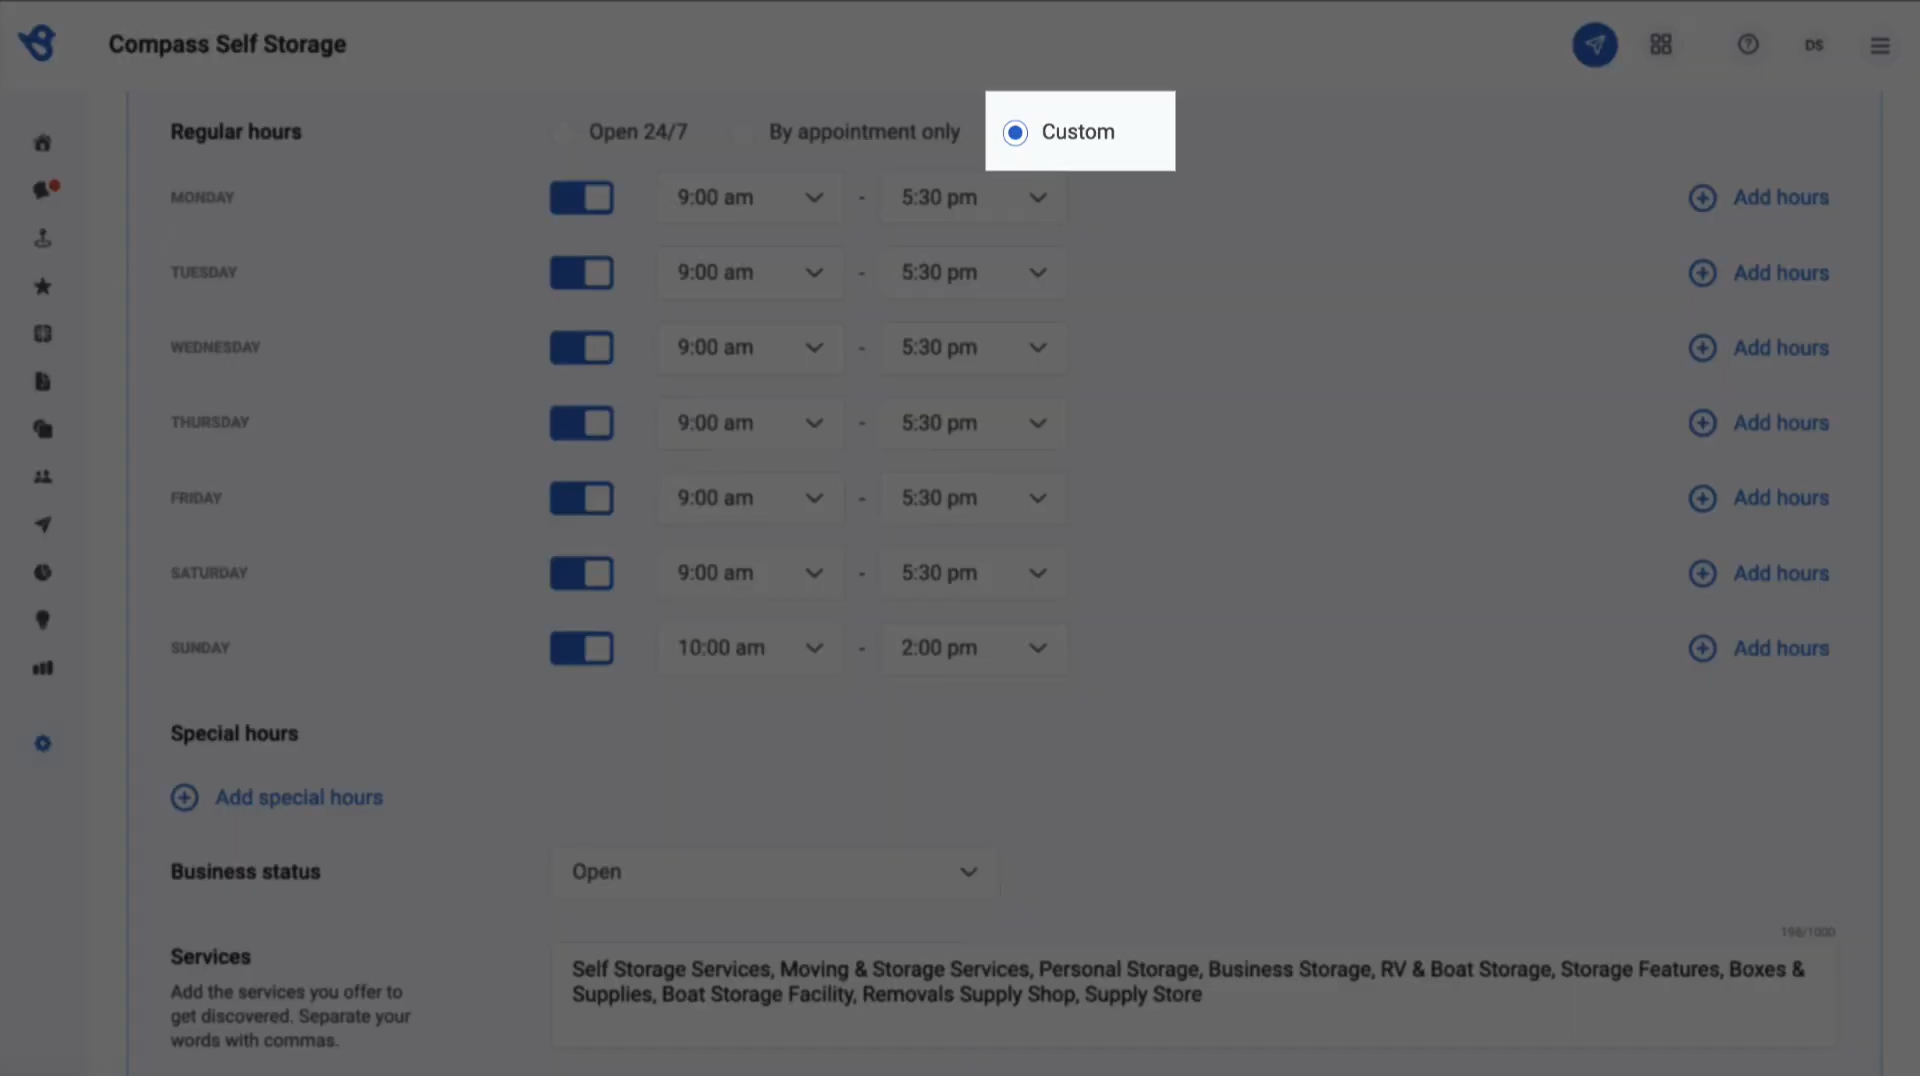 Compass Self Storage
DS
Regular hours
Open 24/7
By appointment only
Custom
MONDAY 9:00 am - 5:30 pm Add hours
TUESDAY 9:00 am - 5:30 pm Add hours
WEDNESDAY 9:00 am - 5:30 pm Add hours
THURSDAY 9:00 am - 5:30 pm Add hours
FRIDAY 9:00 am - 5:30 pm Add hours
SATURDAY 9:00 am - 5:30 pm Add hours
SUNDAY 10:00 am - 2:00 pm Add hours
Special hours
Add special hours
Business status
Open
198/1000
Services
Add the services you offer to
get discovered. Separate your
words with commas.
Self Storage Services, Moving & Storage Services, Personal Storage, Business Storage, RV & Boat Storage, Storage Features, Boxes &
Supplies, Boat Storage Facility, Removals Supply Shop, Supply Store